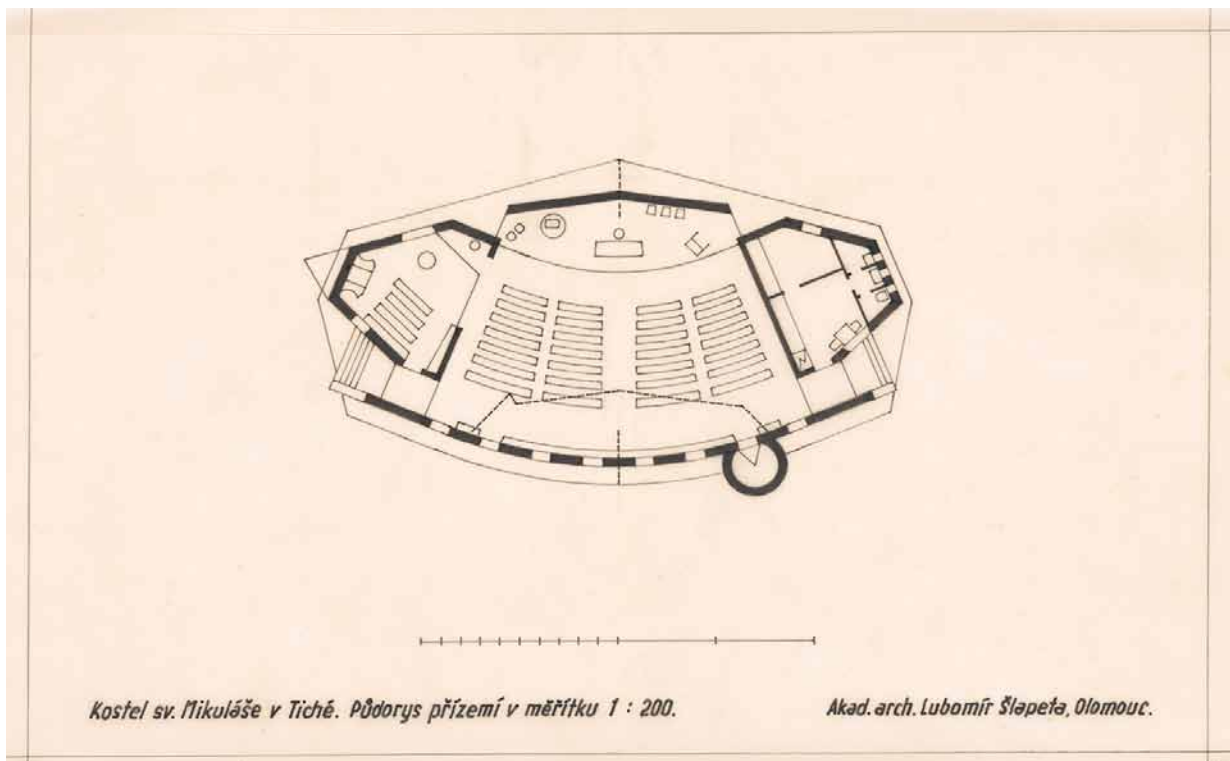 Kostel sv. Mikuláše v Tiché. Půdorys přízemí v měřítku 1 : 200.
Akad. arch. Lubomír Šlapeta, Olomouc.